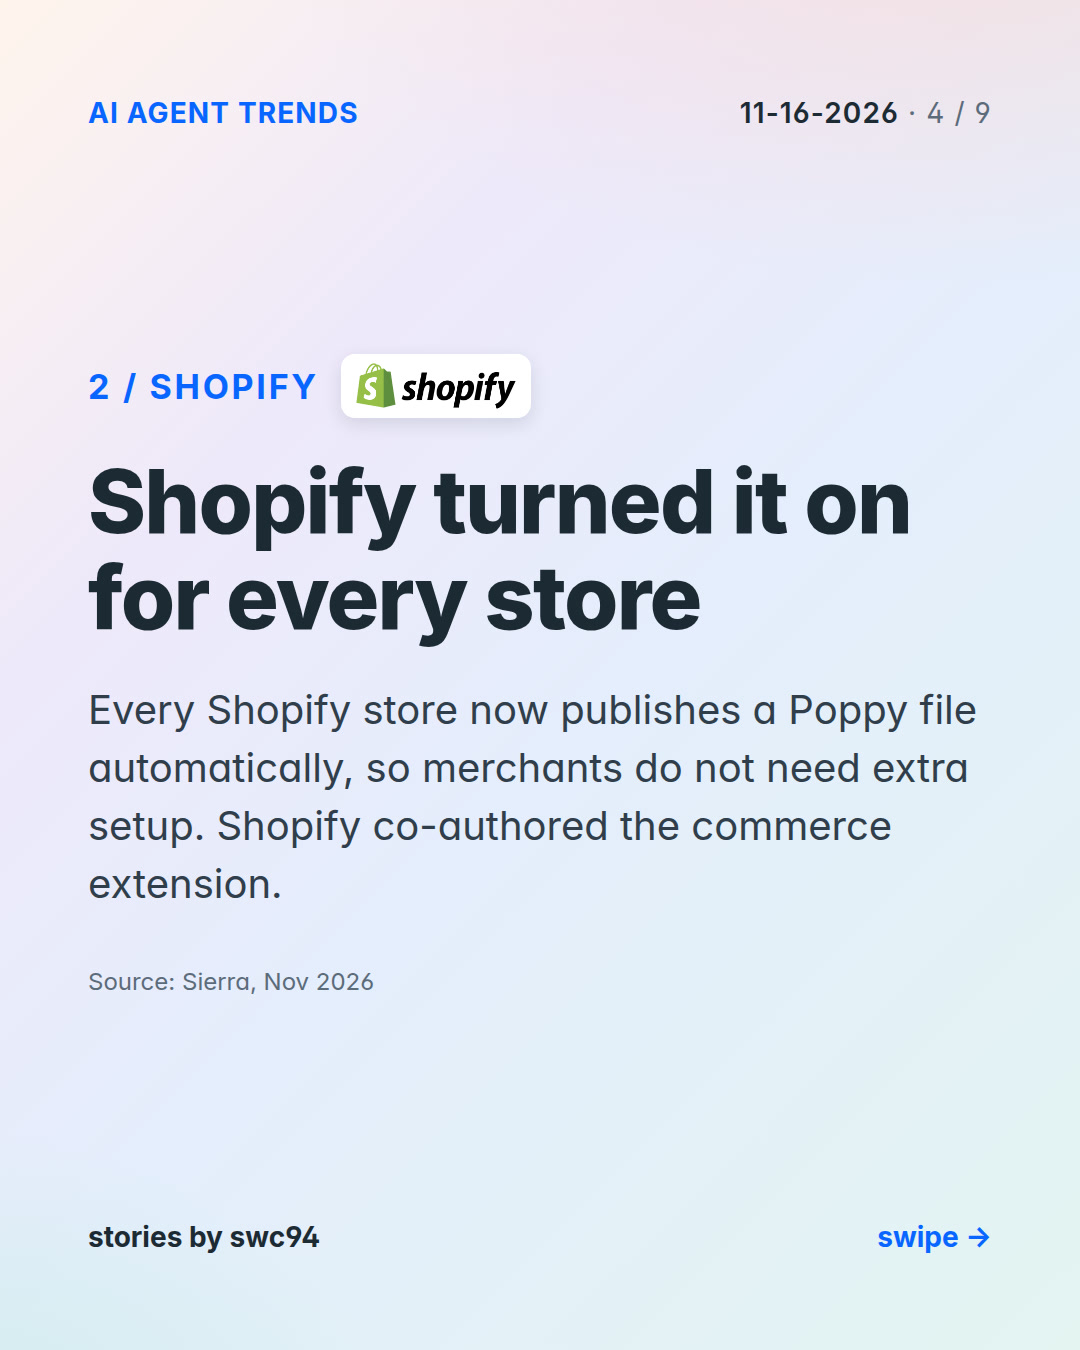 AI AGENT TRENDS
11-16-2026 · 4 / 9
2 / SHOPIFY
shopify
Shopify turned it on
for every store
Every Shopify store now publishes a Poppy file
automatically, so merchants do not need extra
setup. Shopify co-authored the commerce
extension.
Source: Sierra, Nov 2026
stories by swc94
swipe →